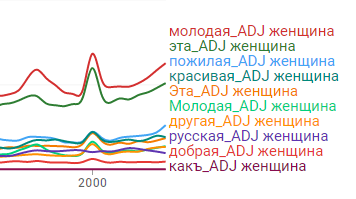 молодая_ADJ женщина
эта_ADJ женщина
пожилая_ADJ женщина
красивая_ADJ женщина
Эта_ADJ женщина
Молодая_ADJ женщина
другая_ADJ женщина
русская_ADJ женщина
добрая_ADJ женщина
какъ_ADJ женщина
2000